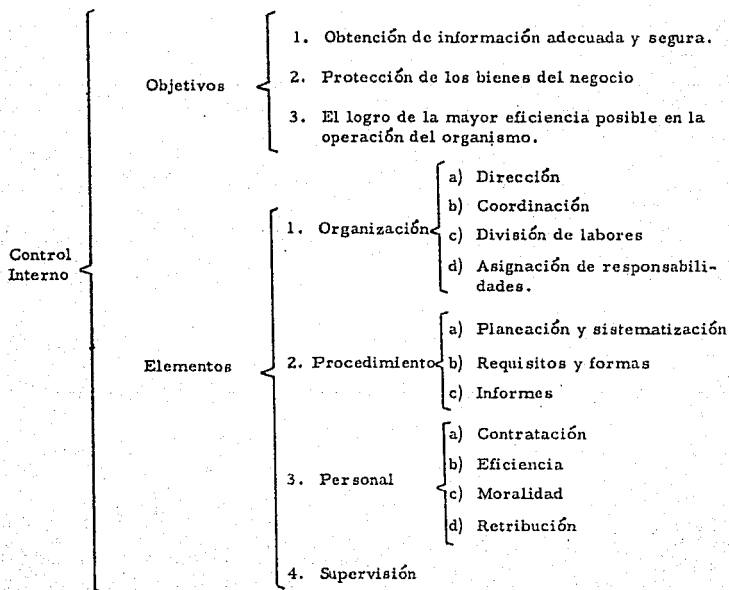 Control
Interno
Objetivos
1. Obtención de información adecuada y segura.
2. Protección de los bienes del negocio
3. El logro de la mayor eficiencia posible en la
operación del organismo.
Elementos
1. Organización
a) Dirección
b) Coordinación
c) División de labores
d) Asignación de responsabili-
dades.
2. Procedimiento
a) Planeación y sistematización
b) Requisitos y formas
c) Informes
3. Personal
a) Contratación
b) Eficiencia
c) Moralidad
d) Retribución
4. Supervisión